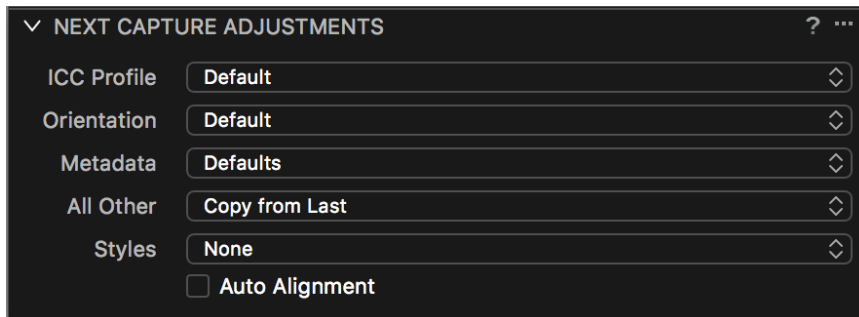 NEXT CAPTURE ADJUSTMENTS ? ...
ICC Profile Default
Orientation Default
Metadata Defaults
All Other Copy from Last
Styles None
Auto Alignment